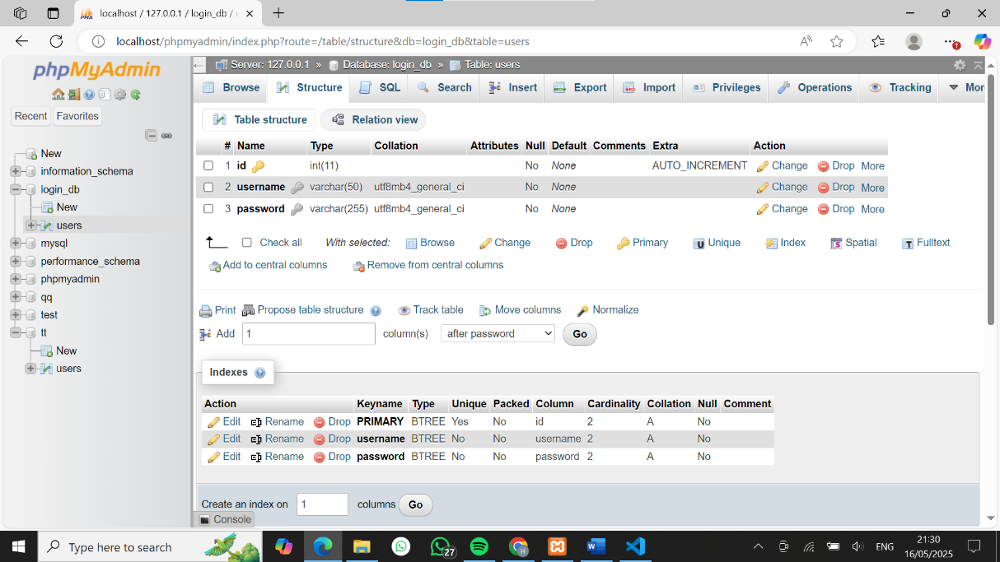 localhost / 127.0.0.1 / login_db / u
localhost/phpmyadmin/index.php?route=/table/structure&db=login_db&table=users
phpMyAdmin
Recent Favorites
New
information_schema
login_db
New
users
mysql
performance_schema
phpmyadmin
qq
test
tt
New
users
Server: 127.0.0.1 » Database: login_db » Table: users
Browse Structure SQL Search Insert Export Import Privileges Operations Tracking Mor
Table structure Relation view
# Name Type Collation Attributes Null Default Comments Extra Action
1 id int(11) No None AUTO_INCREMENT Change Drop More
2 username varchar(50) utf8mb4_general_ci No None Change Drop More
3 password varchar(255) utf8mb4_general_ci No None Change Drop More
Check all With selected: Browse Change Drop Primary Unique Index Spatial Fulltext
Add to central columns Remove from central columns
Print Propose table structure Track table Move columns Normalize
Add 1 column(s) after password Go
Indexes
Action Keyname Type Unique Packed Column Cardinality Collation Null Comment
Edit Rename Drop PRIMARY BTREE Yes No id 2 A No
Edit Rename Drop username BTREE No No username 2 A No
Edit Rename Drop password BTREE No No password 2 A No
Create an index on 1 columns Go
Console
Type here to search
27
ENG
21:30
16/05/2025